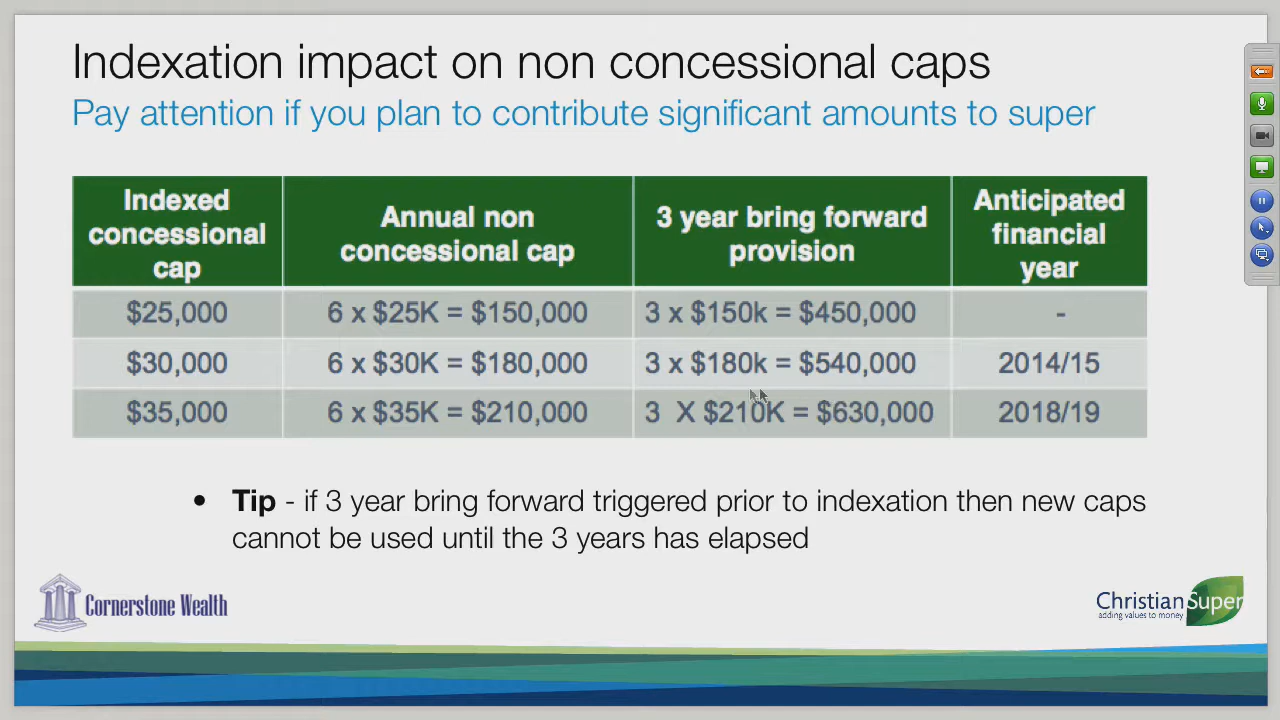 Indexation impact on non concessional caps
Pay attention if you plan to contribute significant amounts to super
Indexed concessional cap
Annual non concessional cap
3 year bring forward provision
Anticipated financial year
$25,000 6 x $25K = $150,000 3 x $150k = $450,000 -
$30,000 6 x $30K = $180,000 3 x $180k = $540,000 2014/15
$35,000 6 x $35K = $210,000 3 X $210K = $630,000 2018/19
• Tip - if 3 year bring forward triggered prior to indexation then new caps
cannot be used until the 3 years has elapsed
Cornerstone Wealth
ChristianSuper
adding values to money